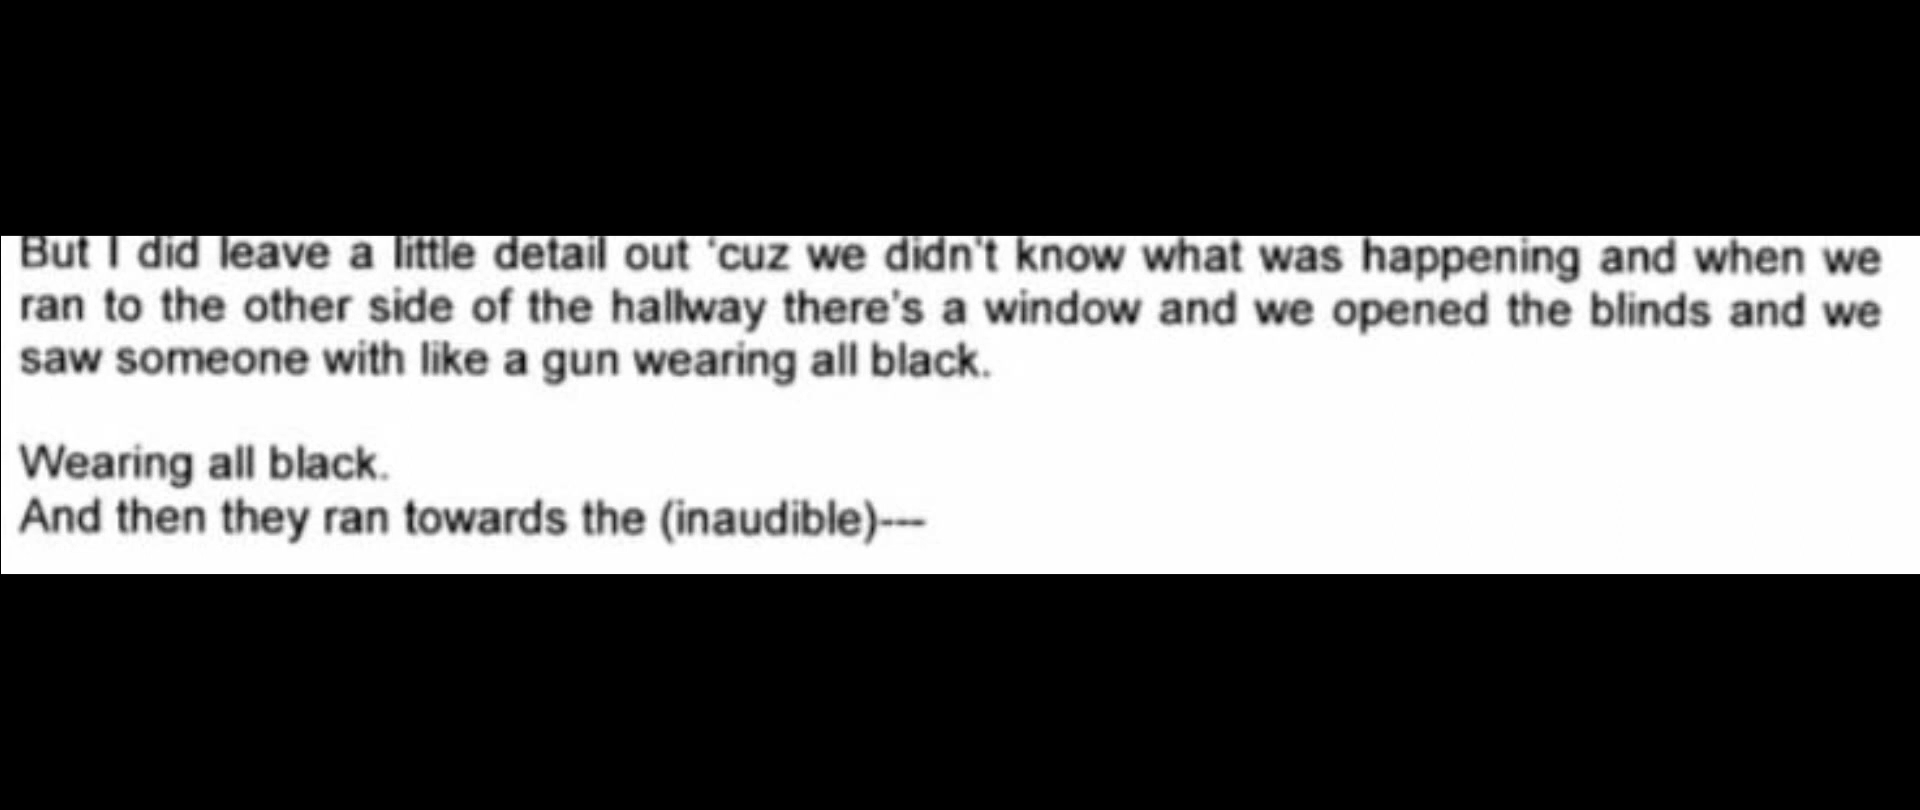 But I did leave a little detail out 'cuz we didn't know what was happening and when we
ran to the other side of the hallway there's a window and we opened the blinds and we
saw someone with like a gun wearing all black.
Wearing all black.
And then they ran towards the (inaudible)---